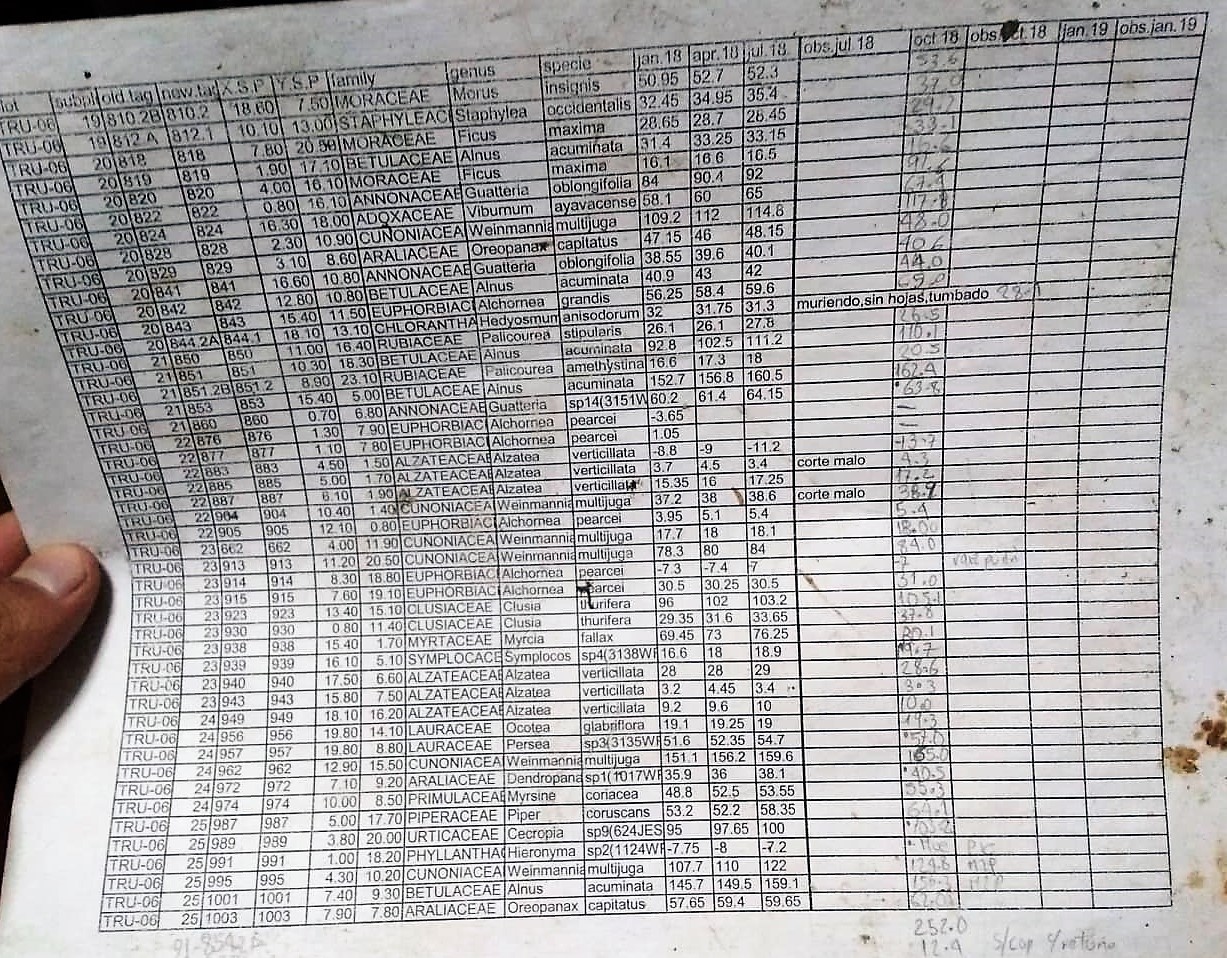 lot subpl old.tag new.tag X.S.P Y.S.P family genus specie jan.18 apr.18 jul.18 obs.jul 18 oct 18 obs.oct.18 jan.19 obs.jan.19
TRU-06 19 810.2B 810.2 18.60 7.50 MORACEAE Morus insignis 50.95 52.7 52.3 53.6
TRU-06 19 812.A 812.1 10.10 13.00 STAPHYLEAC Staphylea occidentalis 32.45 34.95 35.4 37.0
TRU-06 20 818 818 7.80 20.50 MORACEAE Ficus maxima 28.65 28.7 28.45 29.7
TRU-06 20 819 819 1.90 17.10 BETULACEAE Alnus acuminata 31.4 33.25 33.15 33.1
TRU-06 20 820 820 4.00 16.10 MORACEAE Ficus maxima 16.1 16.6 16.5 16.6
TRU-06 20 822 822 0.80 16.10 ANNONACEAE Guatteria oblongifolia 84 90.4 92
TRU-06 20 824 824 16.30 18.00 ADOXACEAE Viburnum ayavacense 58.1 60 65 67.4
TRU-06 20 828 828 2.30 10.90 CUNONIACEA Weinmannia multijuga 109.2 112 114.8 117.8
TRU-06 20 829 829 3.10 8.60 ARALIACEAE Oreopanax capitatus 47.15 46 48.15 48.0
TRU-06 20 841 841 16.60 10.80 ANNONACEAE Guatteria oblongifolia 38.55 39.6 40.1 40.6
TRU-06 20 842 842 12.80 10.80 BETULACEAE Alnus acuminata 40.9 43 42 44.0
TRU-06 20 843 843 15.40 11.50 EUPHORBIAC Alchornea grandis 56.25 58.4 59.6
TRU-06 20 844.2A 844.1 18.10 13.10 CHLORANTHA Hedyosmum anisodorum 32 31.75 31.3 muriendo,sin hojas,tumbado 28.1
TRU-06 21 850 850 11.00 16.40 RUBIACEAE Palicourea stipularis 26.1 26.1 27.8 26.5
TRU-06 21 851 851 10.30 18.30 BETULACEAE Alnus acuminata 92.8 102.5 111.2 110.1
TRU-06 21 851.2B 851.2 8.90 23.10 RUBIACEAE Palicourea amethystina 16.6 17.3 18 20.5
TRU-06 21 853 853 15.40 5.00 BETULACEAE Alnus acuminata 152.7 156.8 160.5 162.4
TRU-06 21 860 860 0.70 6.80 ANNONACEAE Guatteria sp14(3151W 60.2 61.4 64.15 63.8
TRU-06 22 876 876 1.30 7.90 EUPHORBIAC Alchornea pearcei -3.65 —
TRU-06 22 877 877 1.10 7.80 EUPHORBIAC Alchornea pearcei 1.05 —
TRU-06 22 883 883 4.50 1.50 ALZATEACEAE Alzatea verticillata -8.8 -9 -11.2 -13.7
TRU-06 22 885 885 5.00 1.70 ALZATEACEAE Alzatea verticillata 3.7 4.5 3.4 corte malo 4.3
TRU-06 22 887 887 6.10 1.90 ALZATEACEAE Alzatea verticillata 15.35 16 17.25 17.2
TRU-06 22 904 904 10.40 1.40 CUNONIACEA Weinmannia multijuga 37.2 38 38.6 corte malo 38.9
TRU-06 22 905 905 12.10 0.80 EUPHORBIAC Alchornea pearcei 3.95 5.1 5.4 5.4
TRU-06 23 662 662 4.00 11.90 CUNONIACEA Weinmannia multijuga 17.7 18 18.1 18.00
TRU-06 23 913 913 11.20 20.50 CUNONIACEA Weinmannia multijuga 78.3 80 84 84.0
TRU-06 23 914 914 8.30 18.80 EUPHORBIAC Alchornea pearcei -7.3 -7.4 -7 -7
TRU-06 23 915 915 7.60 19.10 EUPHORBIAC Alchornea pearcei 30.5 30.25 30.5 31.0
TRU-06 23 923 923 13.40 15.10 CLUSIACEAE Clusia thurifera 96 102 103.2 105.1
TRU-06 23 930 930 0.80 11.40 CLUSIACEAE Clusia thurifera 29.35 31.6 33.65 37.8
TRU-06 23 938 938 15.40 1.70 MYRTACEAE Myrcia fallax 69.45 73 76.25 80.1
TRU-06 23 939 939 16.10 5.10 SYMPLOCACE Symplocos sp4(3138WF 16.6 18 18.9 19.7
TRU-06 23 940 940 17.50 6.60 ALZATEACEAE Alzatea verticillata 28 28 29 28.6
TRU-06 23 943 943 15.80 7.50 ALZATEACEAE Alzatea verticillata 3.2 4.45 3.4 3.3
TRU-06 24 949 949 18.10 16.20 ALZATEACEAE Alzatea verticillata 9.2 9.6 10 10.0
TRU-06 24 956 956 19.80 14.10 LAURACEAE Ocotea glabriflora 19.1 19.25 19 19.3
TRU-06 24 957 957 19.80 8.80 LAURACEAE Persea sp3(3135WF 51.6 52.35 54.7 57.0
TRU-06 24 962 962 12.90 15.50 CUNONIACEA Weinmannia multijuga 151.1 156.2 159.6 165.0
TRU-06 24 972 972 7.10 9.20 ARALIACEAE Dendropana sp1(1017WF 35.9 36 38.1 40.5
TRU-06 24 974 974 10.00 8.50 PRIMULACEAE Myrsine coriacea 48.8 52.5 53.55 55.3
TRU-06 25 987 987 5.00 17.70 PIPERACEAE Piper coruscans 53.2 52.2 58.35 64.1
TRU-06 25 989 989 3.80 20.00 URTICACEAE Cecropia sp9(624JES 95 97.65 100
TRU-06 25 991 991 1.00 18.20 PHYLLANTHA Hieronyma sp2(1124WF -7.75 -8 -7.2
TRU-06 25 995 995 4.30 10.20 CUNONIACEA Weinmannia multijuga 107.7 110 122 124.6
TRU-06 25 1001 1001 7.40 9.30 BETULACEAE Alnus acuminata 145.7 149.5 159.1
TRU-06 25 1003 1003 7.90 7.80 ARALIACEAE Oreopanax capitatus 57.65 59.4 59.65 62.0
252.0
12.4 s/cop